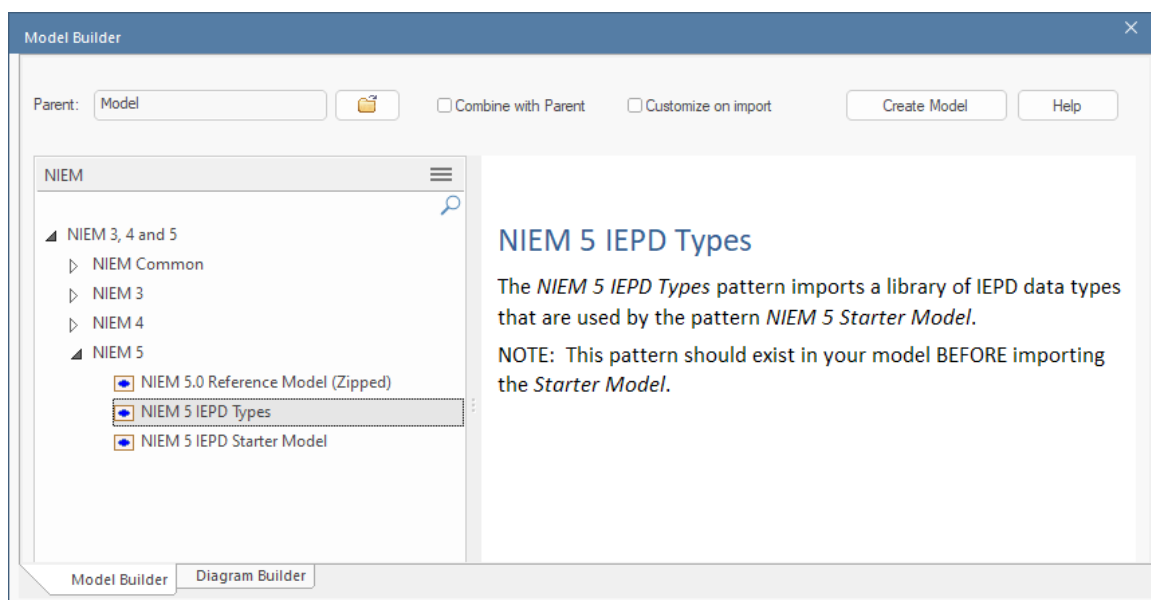 Model Builder
Parent: Model Combine with Parent Customize on import Create Model Help
NIEM
NIEM 3, 4 and 5
NIEM Common
NIEM 3
NIEM 4
NIEM 5
NIEM 5.0 Reference Model (Zipped)
NIEM 5 IEPD Types
NIEM 5 IEPD Starter Model
NIEM 5 IEPD Types
The NIEM 5 IEPD Types pattern imports a library of IEPD data types
that are used by the pattern NIEM 5 Starter Model.
NOTE: This pattern should exist in your model BEFORE importing
the Starter Model.
Model Builder Diagram Builder